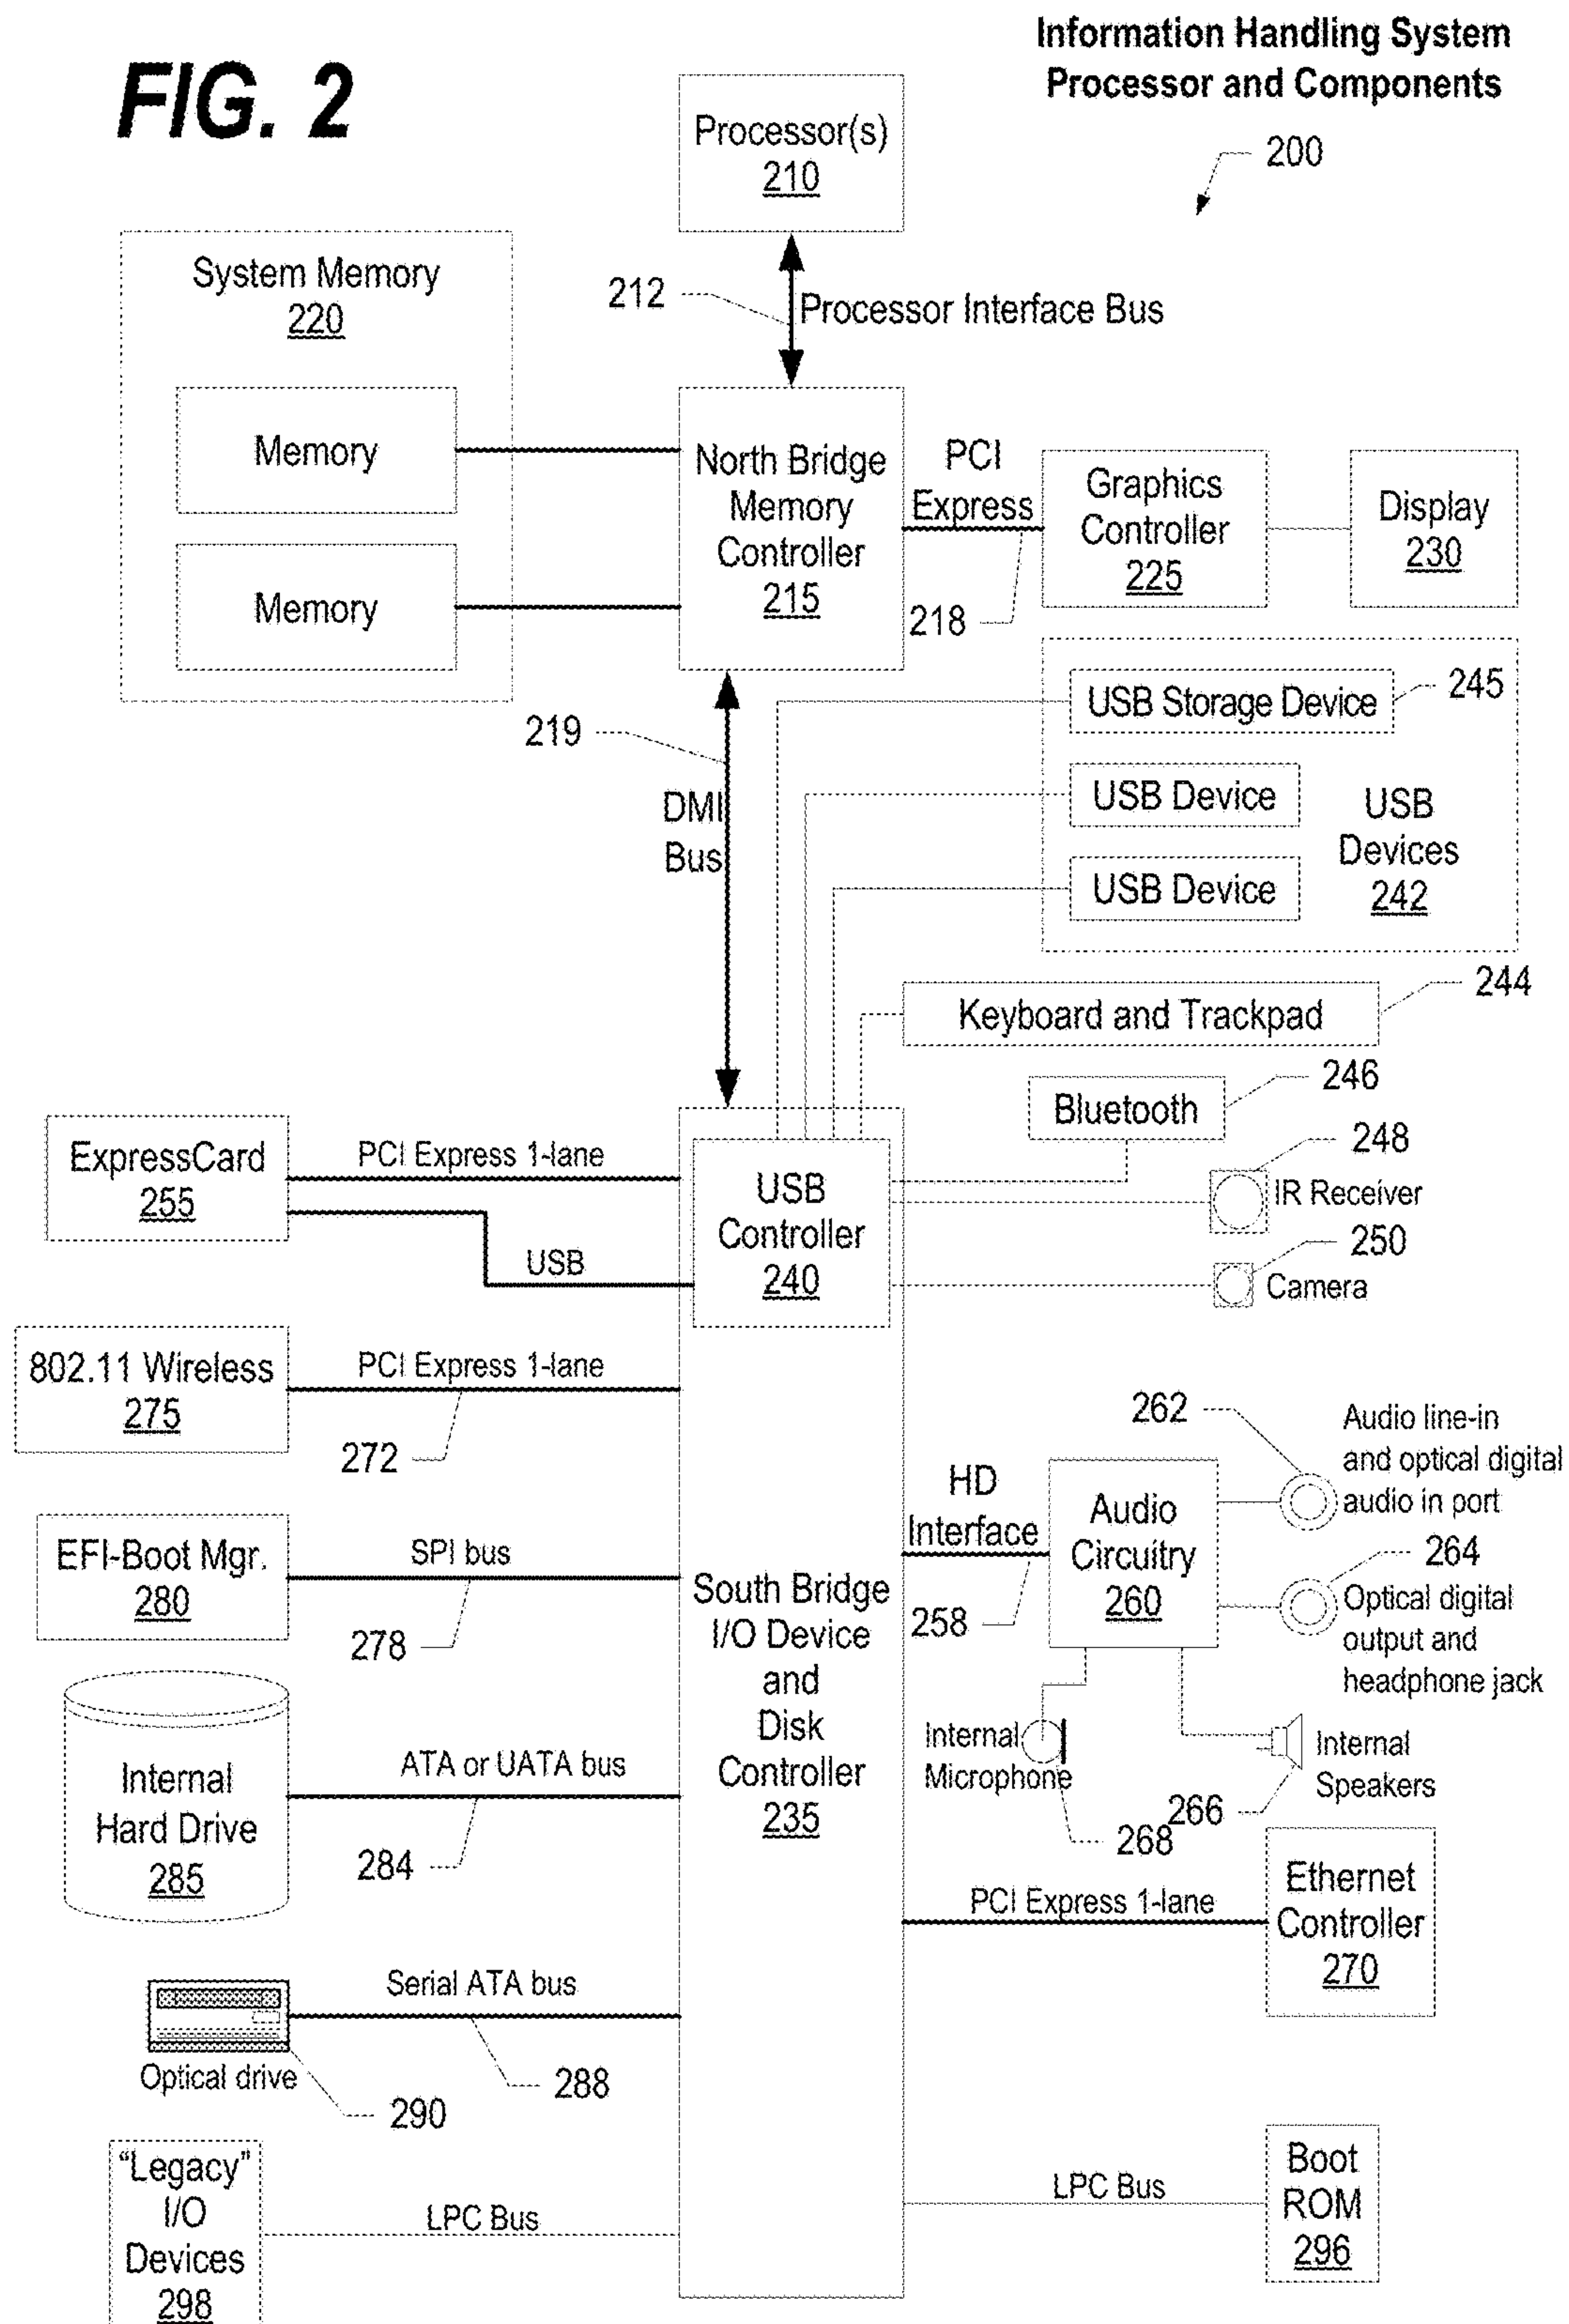 FIG. 2
Information Handling System
Processor and Components
200
Processor(s)
210
System Memory
220
212
Processor Interface Bus
Memory
Memory
North Bridge
Memory
Controller
215
PCI
Express
218
Graphics
Controller
225
Display
230
219
DMI
Bus
USB Storage Device
245
USB Device
USB Device
USB
Devices
242
Keyboard and Trackpad
244
Bluetooth
246
248
IR Receiver
250
Camera
ExpressCard
255
PCI Express 1-lane
USB
USB
Controller
240
802.11 Wireless
275
PCI Express 1-lane
272
EFI-Boot Mgr.
280
SPI bus
278
South Bridge
I/O Device
and
Disk
Controller
235
HD
Interface
258
Audio
Circuitry
260
262
Audio line-in
and optical digital
audio in port
264
Optical digital
output and
headphone jack
Internal
Microphone
268
266
Internal
Speakers
Internal
Hard Drive
285
ATA or UATA bus
284
PCI Express 1-lane
Ethernet
Controller
270
Serial ATA bus
288
Optical drive
290
"Legacy"
I/O
Devices
298
LPC Bus
LPC Bus
Boot
ROM
296